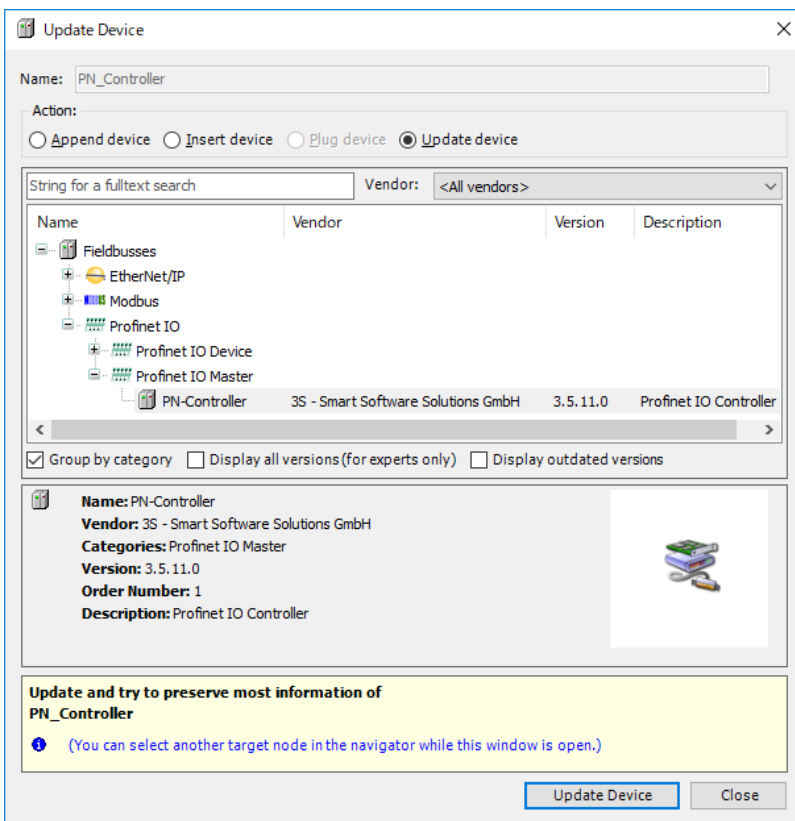 Update Device
Name: PN_Controller
Action:
Append device Insert device Plug device Update device
String for a fulltext search Vendor: <All vendors>
Name Vendor Version Description
Fieldbusses
EtherNet/IP
MODBUS Modbus
Profinet IO
Profinet IO Device
Profinet IO Master
PN-Controller 3S - Smart Software Solutions GmbH 3.5.11.0 Profinet IO Controller
Group by category Display all versions (for experts only) Display outdated versions
Name: PN-Controller
Vendor: 3S - Smart Software Solutions GmbH
Categories: Profinet IO Master
Version: 3.5.11.0
Order Number: 1
Description: Profinet IO Controller
Update and try to preserve most information of
PN_Controller
(You can select another target node in the navigator while this window is open.)
Update Device Close